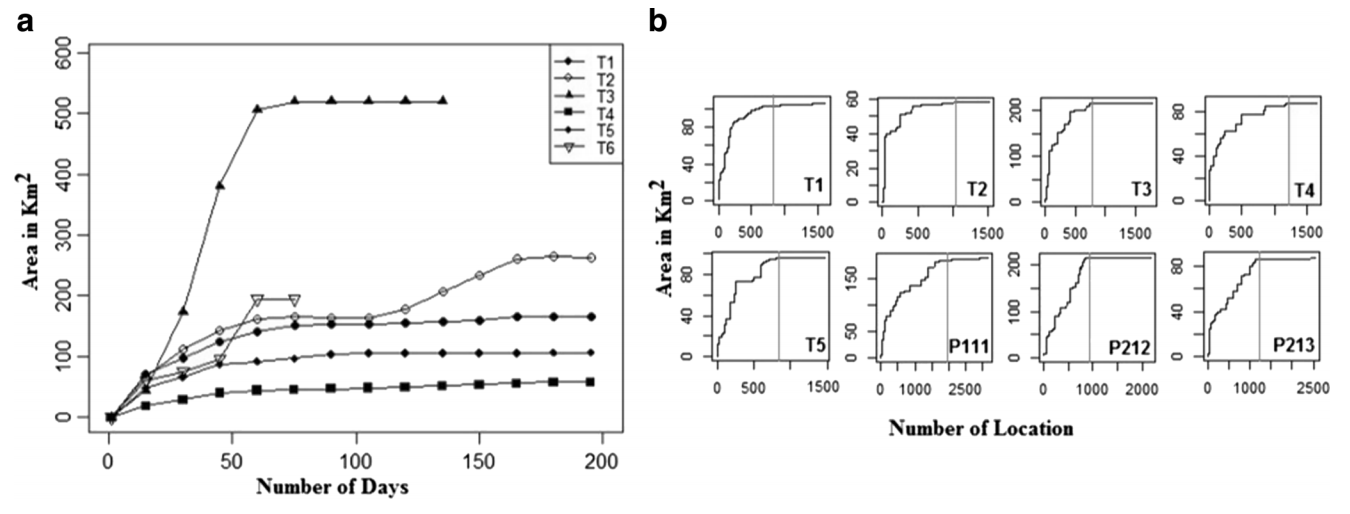 a
Area in Km2
600
500
400
300
200
100
0
0 50 100 150 200
Number of Days
T1
T2
T3
T4
T5
T6
b
Area in Km2
80
40
0
0 500 1500
T1
60
40
20
0
0 500 1500
T2
200
100
0
0 500 1500
T3
80
40
0
0 500 1500
T4
80
40
0
0 500 1500
T5
150
50
0
0 1000 2500
P111
200
100
0
0 1000 2000
P212
80
40
0
0 1000 2500
P213
Number of Location